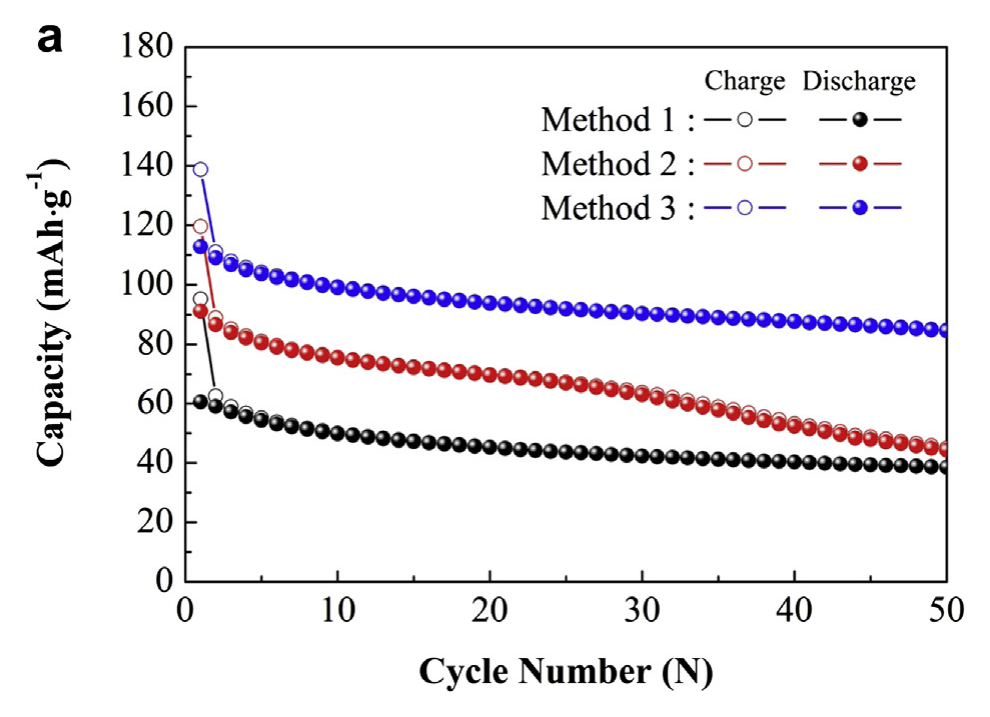 a
180
160
140
120
100
80
60
40
20
0
0 10 20 30 40 50
Capacity (mAh·g⁻¹)
Cycle Number (N)
Charge Discharge
Method 1 :
Method 2 :
Method 3 :